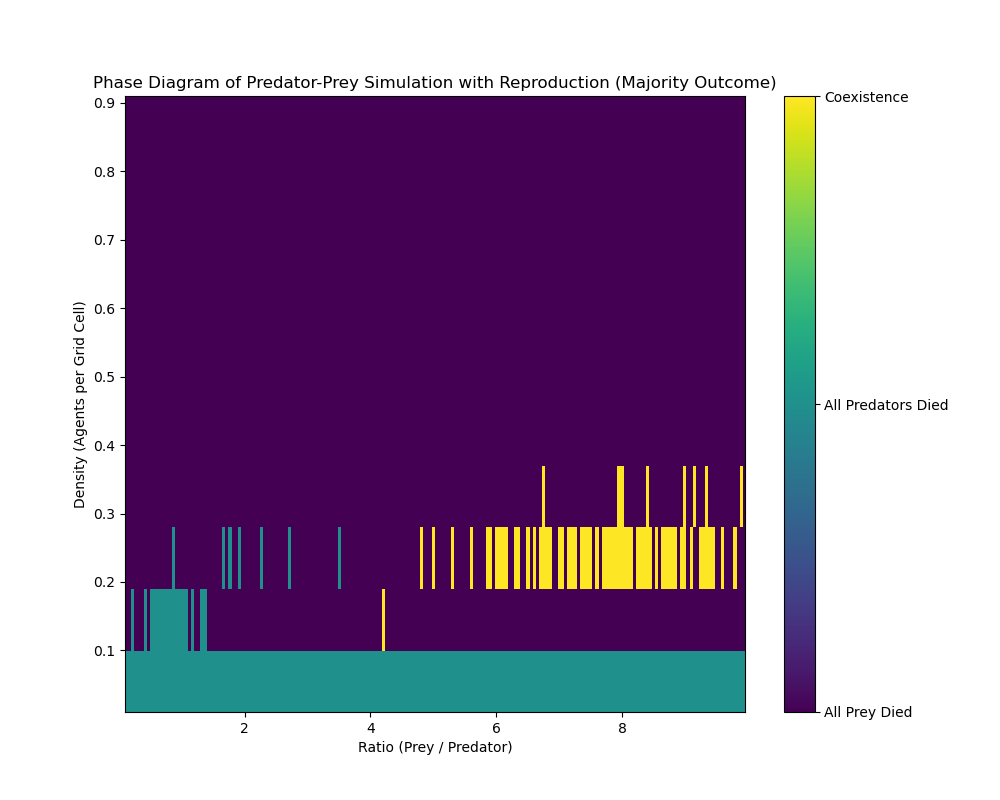 Phase Diagram of Predator-Prey Simulation with Reproduction (Majority Outcome)
Density (Agents per Grid Cell)
0.9
0.8
0.7
0.6
0.5
0.4
0.3
0.2
0.1
2 4 6 8
Ratio (Prey / Predator)
Coexistence
All Predators Died
All Prey Died